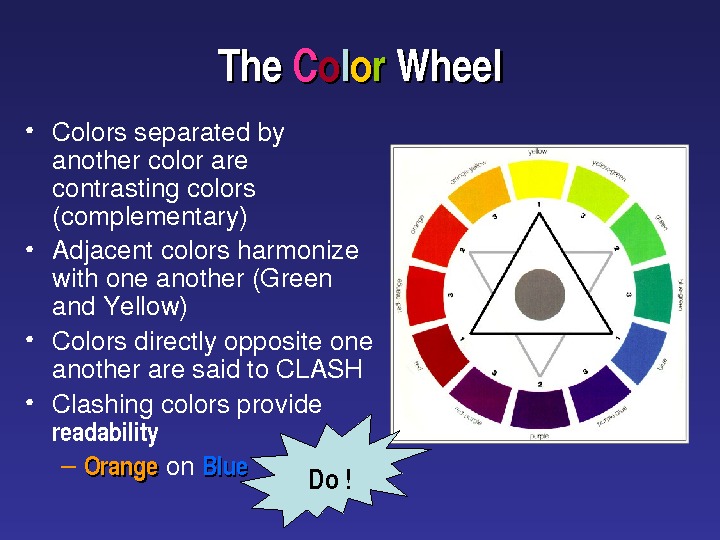 The Color Wheel
• Colors separated by
another color are
contrasting colors
(complementary)
• Adjacent colors harmonize
with one another (Green
and Yellow)
• Colors directly opposite one
another are said to CLASH
• Clashing colors provide
readability
– Orange on Blue
Do !
yellow
orange yellow
yellow-green
orange
green
blue-green
red
blue
red purple
purple blue
purple
1
3
3
2
2
3
3
1
1
3
3
2